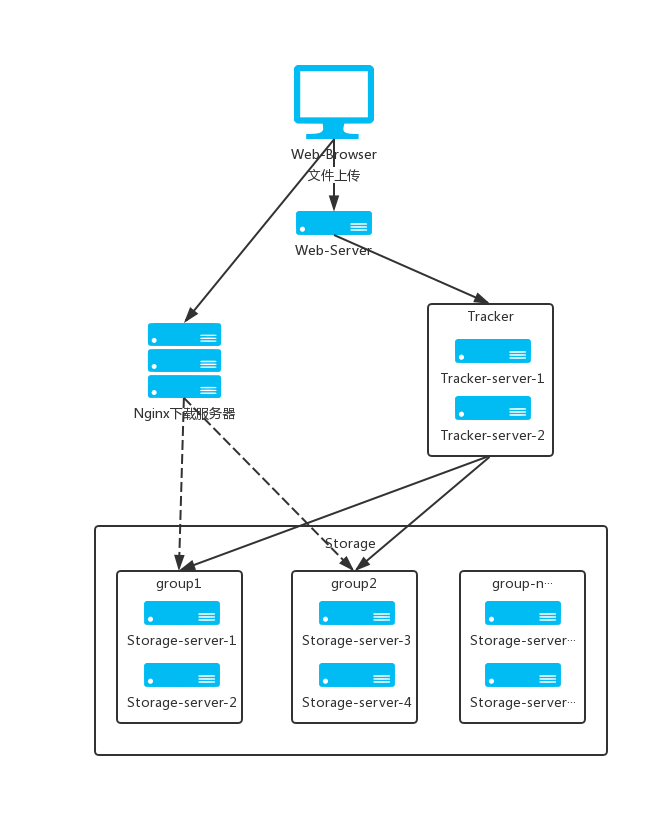 Web-Browser
文件上传
Web-Server
Tracker
Tracker-server-1
Tracker-server-2
Nginx下载服务器
Storage
group1
Storage-server-1
Storage-server-2
group2
Storage-server-3
Storage-server-4
group-n···
Storage-server···
Storage-server···